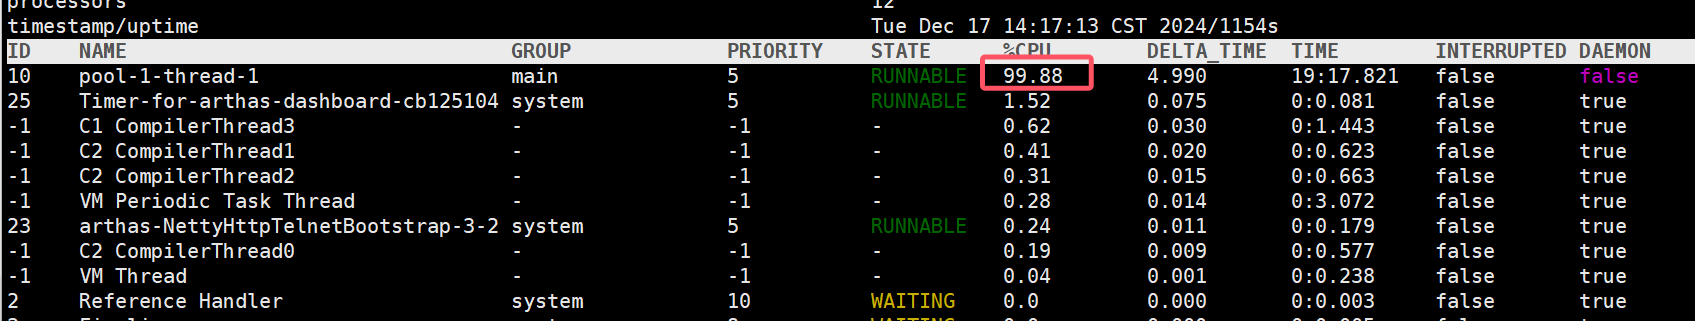 processors 12
timestamp/uptime Tue Dec 17 14:17:13 CST 2024/1154s
ID NAME GROUP PRIORITY STATE %CPU DELTA_TIME TIME INTERRUPTED DAEMON
10 pool-1-thread-1 main 5 RUNNABLE 99.88 4.990 19:17.821 false false
25 Timer-for-arthas-dashboard-cb125104 system 5 RUNNABLE 1.52 0.075 0:0.081 false true
-1 C1 CompilerThread3 - -1 - 0.62 0.030 0:1.443 false true
-1 C2 CompilerThread1 - -1 - 0.41 0.020 0:0.623 false true
-1 C2 CompilerThread2 - -1 - 0.31 0.015 0:0.663 false true
-1 VM Periodic Task Thread - -1 - 0.28 0.014 0:3.072 false true
23 arthas-NettyHttpTelnetBootstrap-3-2 system 5 RUNNABLE 0.24 0.011 0:0.179 false true
-1 C2 CompilerThread0 - -1 - 0.19 0.009 0:0.577 false true
-1 VM Thread - -1 - 0.04 0.001 0:0.238 false true
2 Reference Handler system 10 WAITING 0.0 0.000 0:0.003 false true